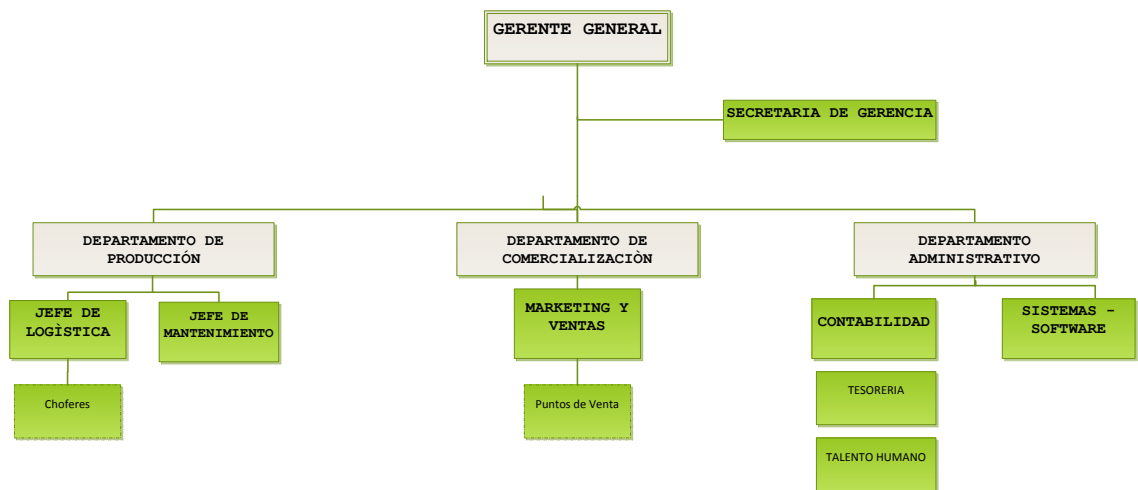 GERENTE GENERAL
SECRETARIA DE GERENCIA
DEPARTAMENTO DE
PRODUCCIÓN
DEPARTAMENTO DE
COMERCIALIZACIÒN
DEPARTAMENTO
ADMINISTRATIVO
JEFE DE
LOGÌSTICA
JEFE DE
MANTENIMIENTO
MARKETING Y
VENTAS
CONTABILIDAD
SISTEMAS –
SOFTWARE
Choferes
Puntos de Venta
TESORERIA
TALENTO HUMANO